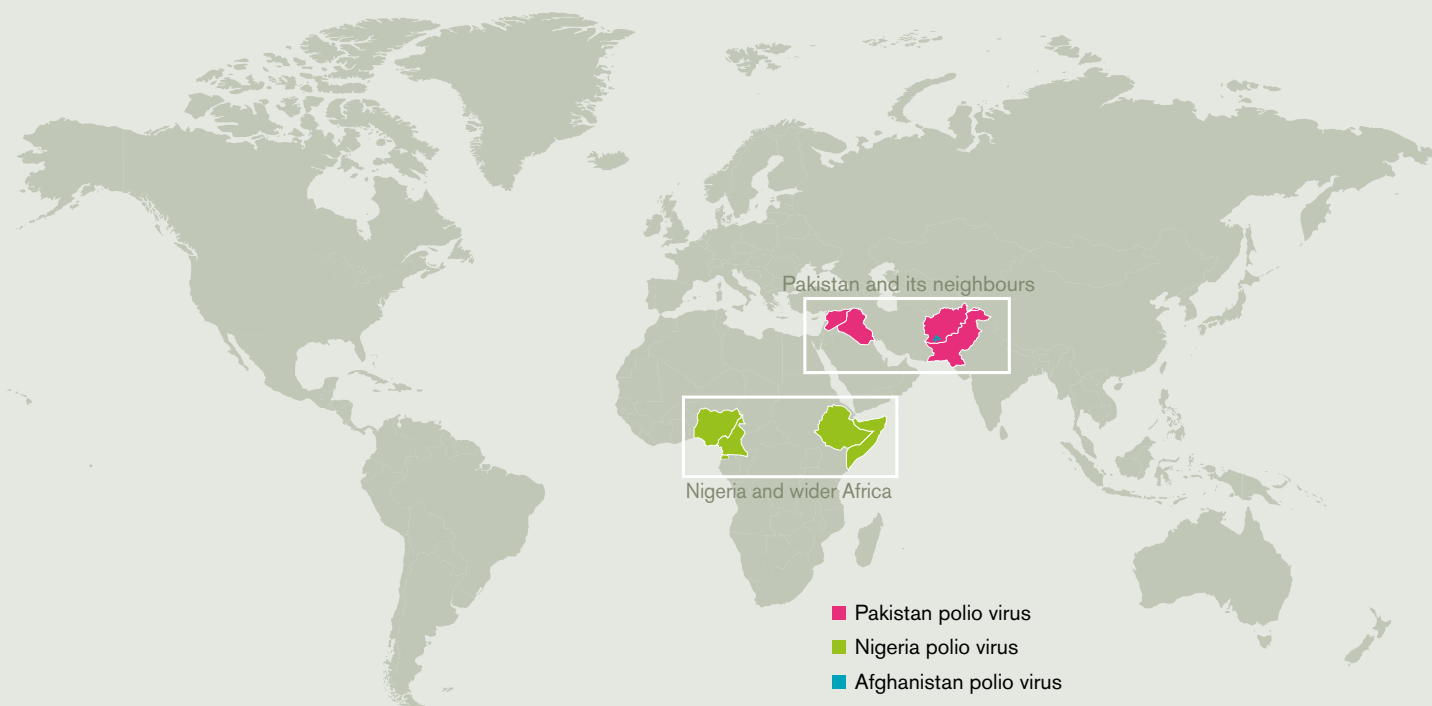 Pakistan and its neighbours
Nigeria and wider Africa
Pakistan polio virus
Nigeria polio virus
Afghanistan polio virus